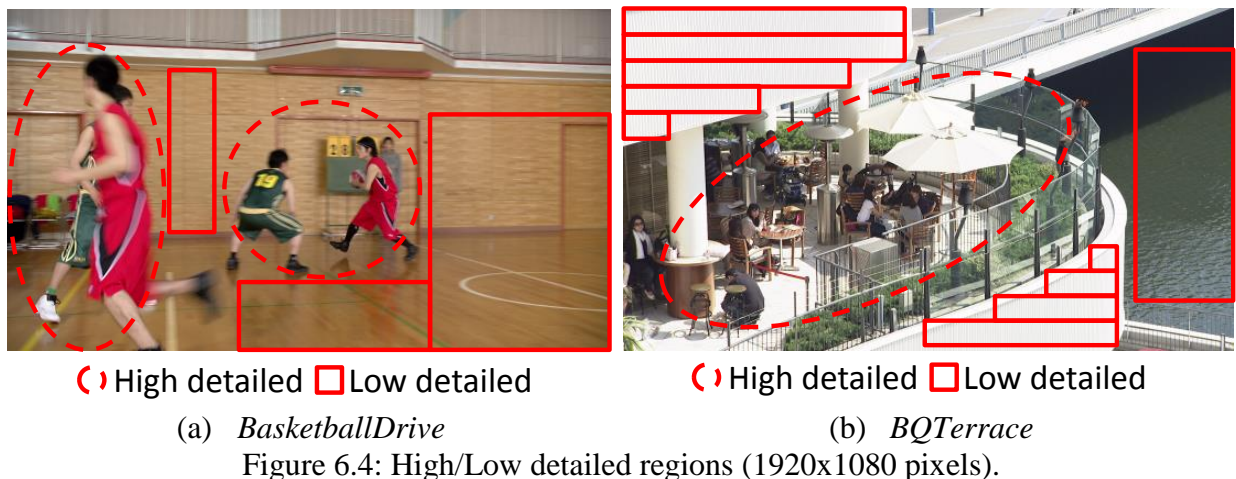 19
High detailed Low detailed
High detailed Low detailed
(a) BasketballDrive
(b) BQTerrace
Figure 6.4: High/Low detailed regions (1920x1080 pixels).